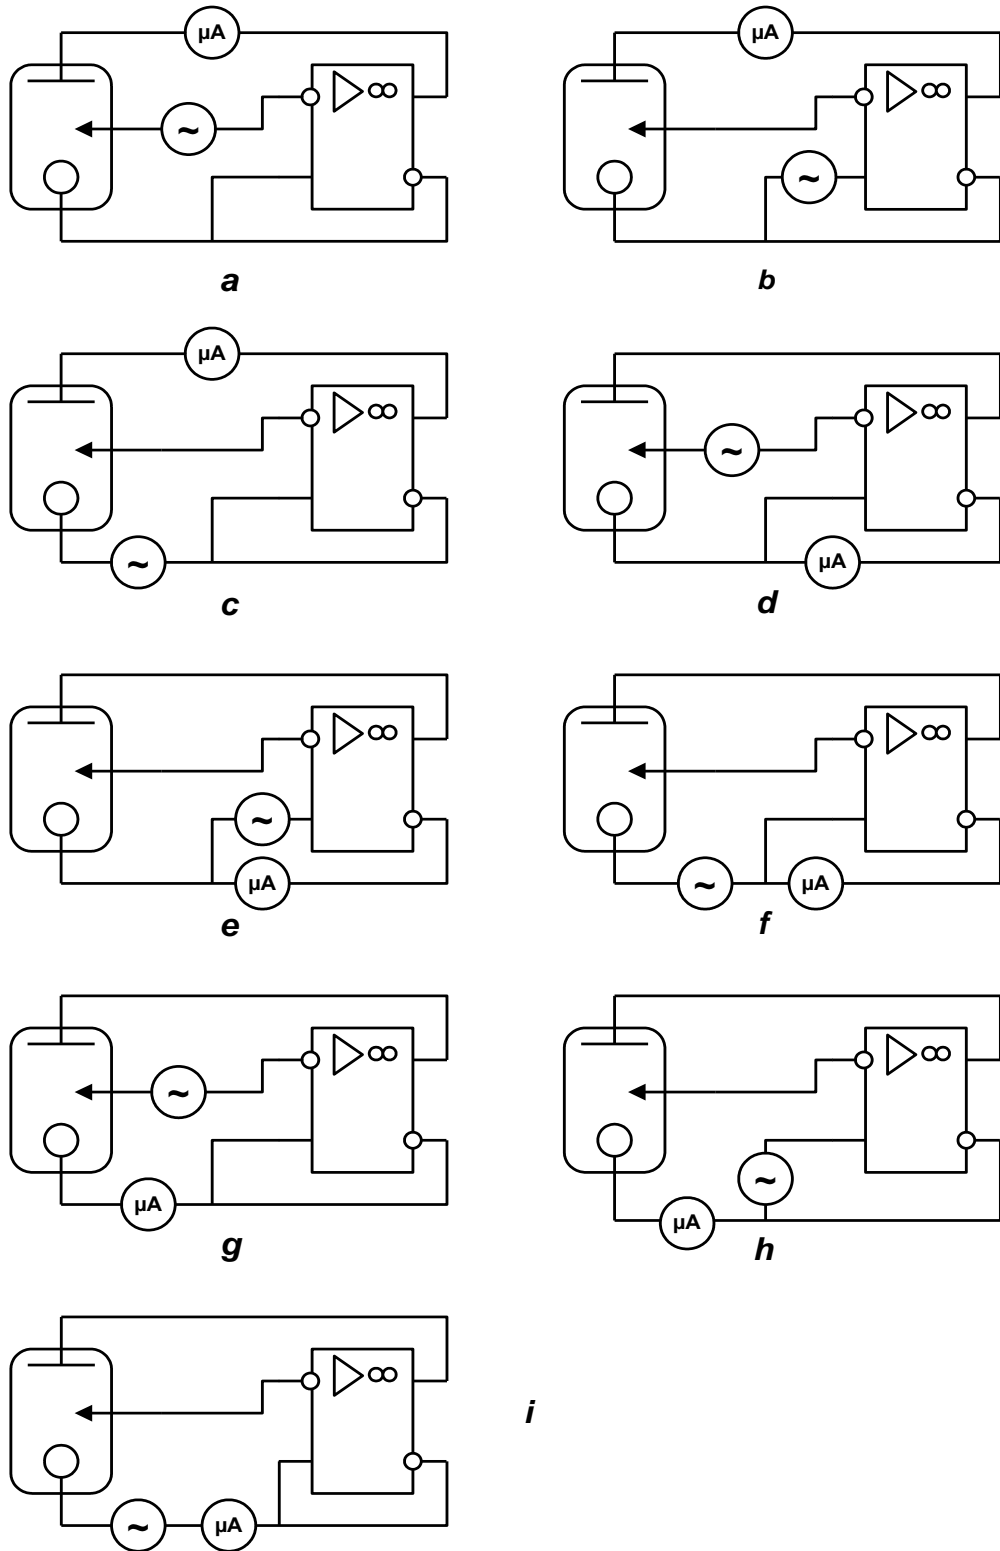 µA µA
∞ ∞
~
~
a b
µA
∞ ∞
~
~ µA
c d
∞ ∞
~
µA ~ µA
e f
∞ ∞
~
~
µA µA
g h
∞
i
~ µA